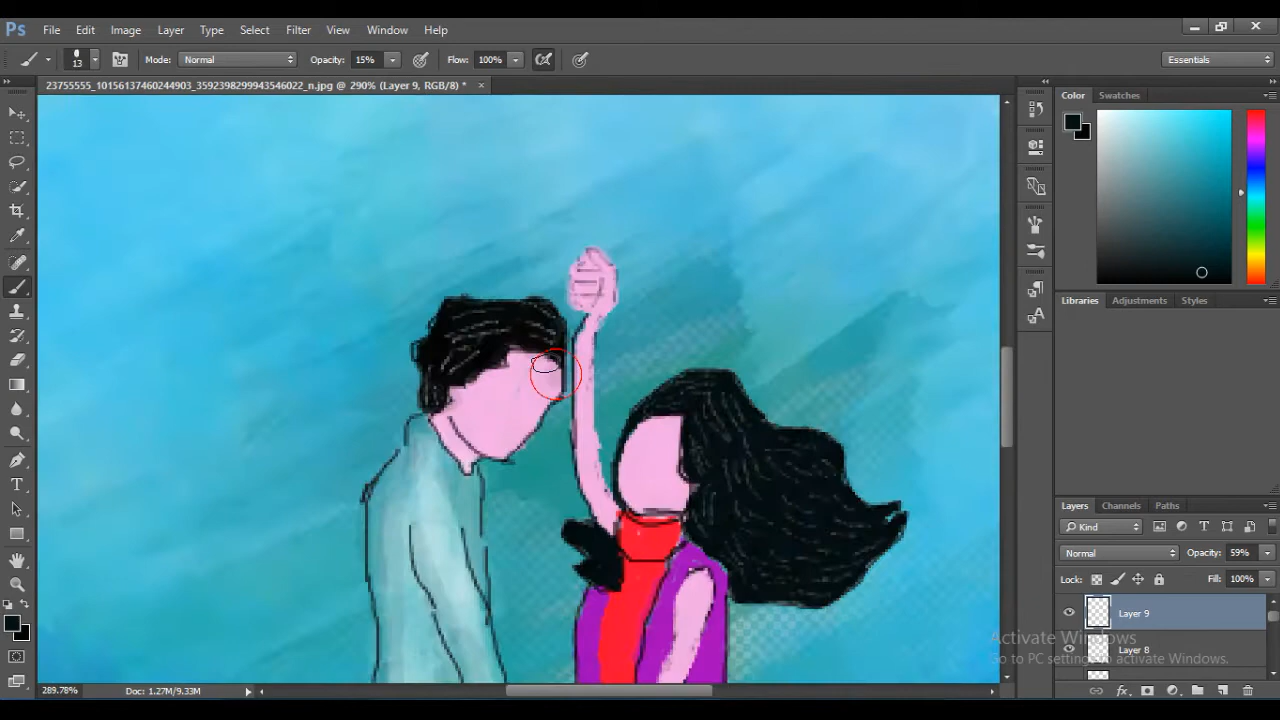 Ps File Edit Image Layer Type Select Filter View Window Help
13 Mode: Normal Opacity: 15% Flow: 100% Essentials
23755555_10156137460244903_3592398299943546022_n.jpg @ 290% (Layer 9, RGB/8) *
Color Swatches
Libraries Adjustments Styles
Layers Channels Paths
Kind
Normal Opacity: 59%
Lock: Fill: 100%
Layer 9
Layer 8
Activate Windows
Go to PC settings to activate Windows.
289.78% Doc: 1.27M/9.33M